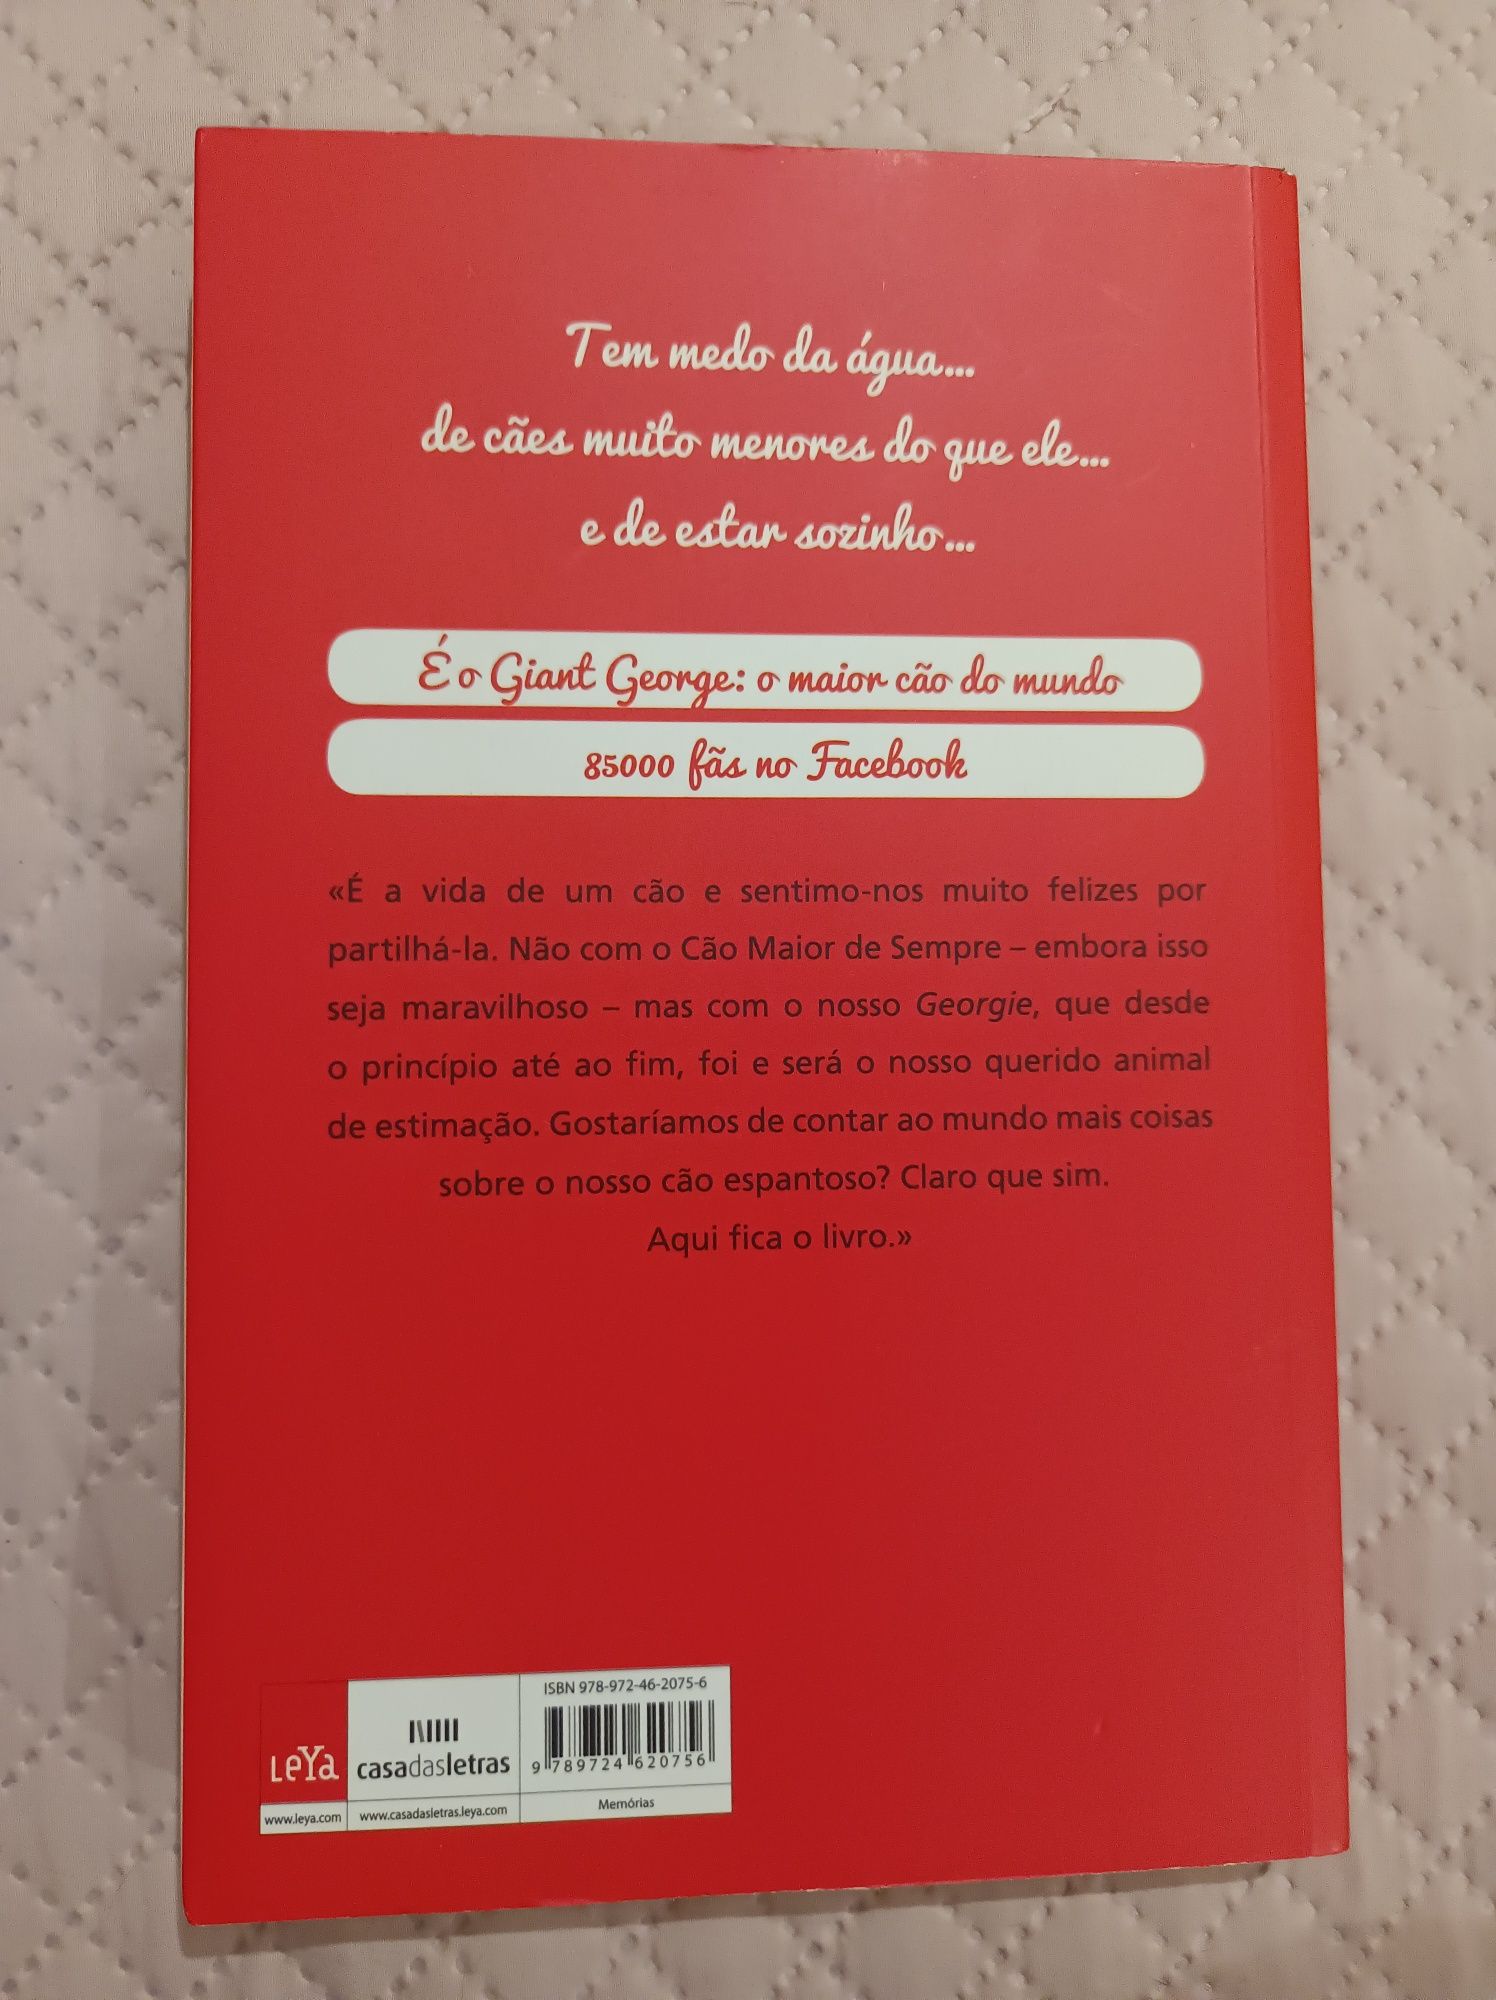 Tem medo da água...
de cães muito menores do que ele...
e de estar sozinho...
É o Giant George: o maior cão do mundo
85000 fãs no Facebook
«É a vida de um cão e sentimo-nos muito felizes por
partilhá-la. Não com o Cão Maior de Sempre – embora isso
seja maravilhoso – mas com o nosso Georgie, que desde
o princípio até ao fim, foi e será o nosso querido animal
de estimação. Gostaríamos de contar ao mundo mais coisas
sobre o nosso cão espantoso? Claro que sim.
Aqui fica o livro.»
LEYA
www.leya.com
casadasletras
www.casadasletras.leya.com
ISBN 978-972-46-2075-6
9 789724 620756
Memórias